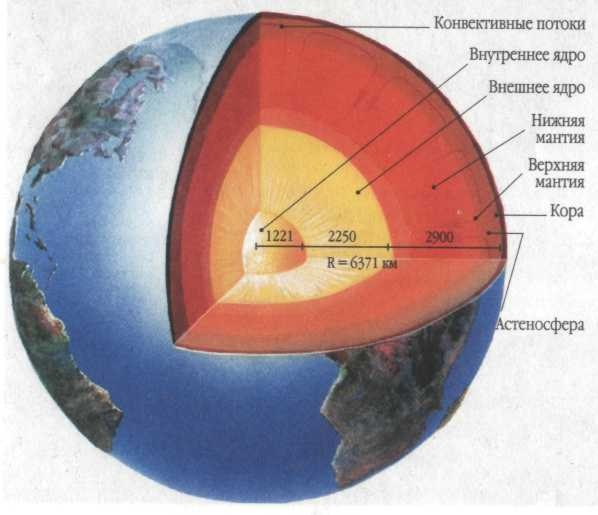 Конвективные потоки
Внутреннее ядро
Внешнее ядро
Нижняя
мантия
Верхняя
мантия
Кора
1221 2250 2900
R = 6371 км
Астеносфера